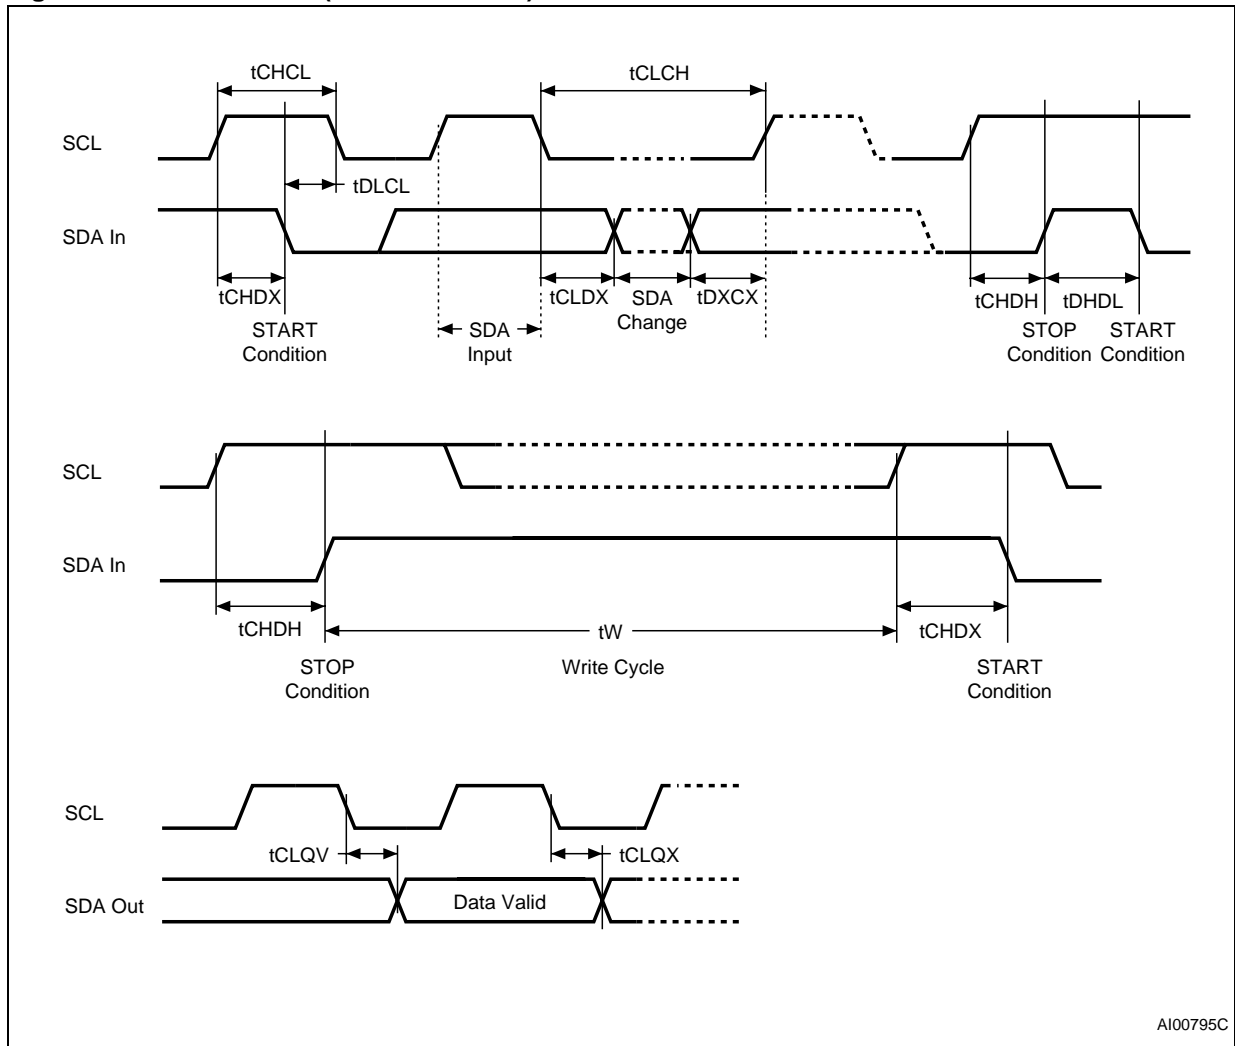 tCHCL
tCLCH
SCL
tDLCL
SDA In
tCHDX
tCLDX
SDA
Change
tDXCX
tCHDH
tDHDL
START
Condition
SDA
Input
STOP
Condition
START
Condition
SCL
SDA In
tCHDH
tW
tCHDX
STOP
Condition
Write Cycle
START
Condition
SCL
tCLQV
tCLQX
SDA Out
Data Valid
AI00795C